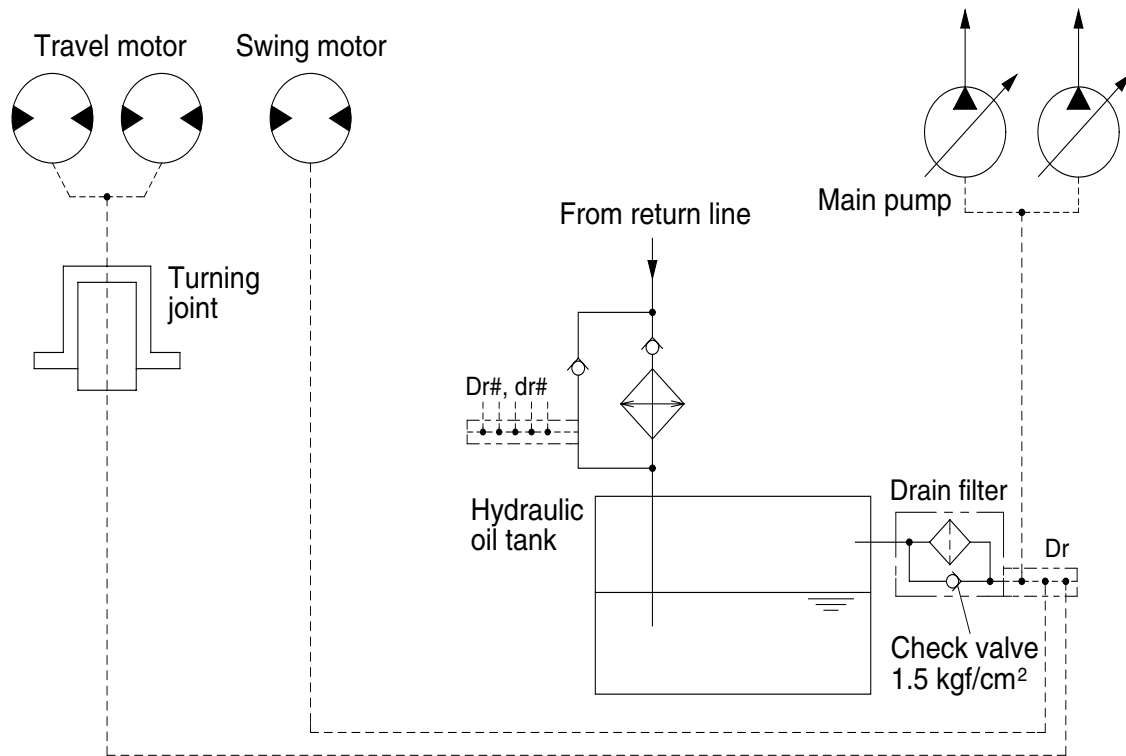 Travel motor
Swing motor
Main pump
From return line
Turning
joint
Dr#, dr#
Hydraulic
oil tank
Drain filter
Dr
Check valve
1.5 kgf/cm²